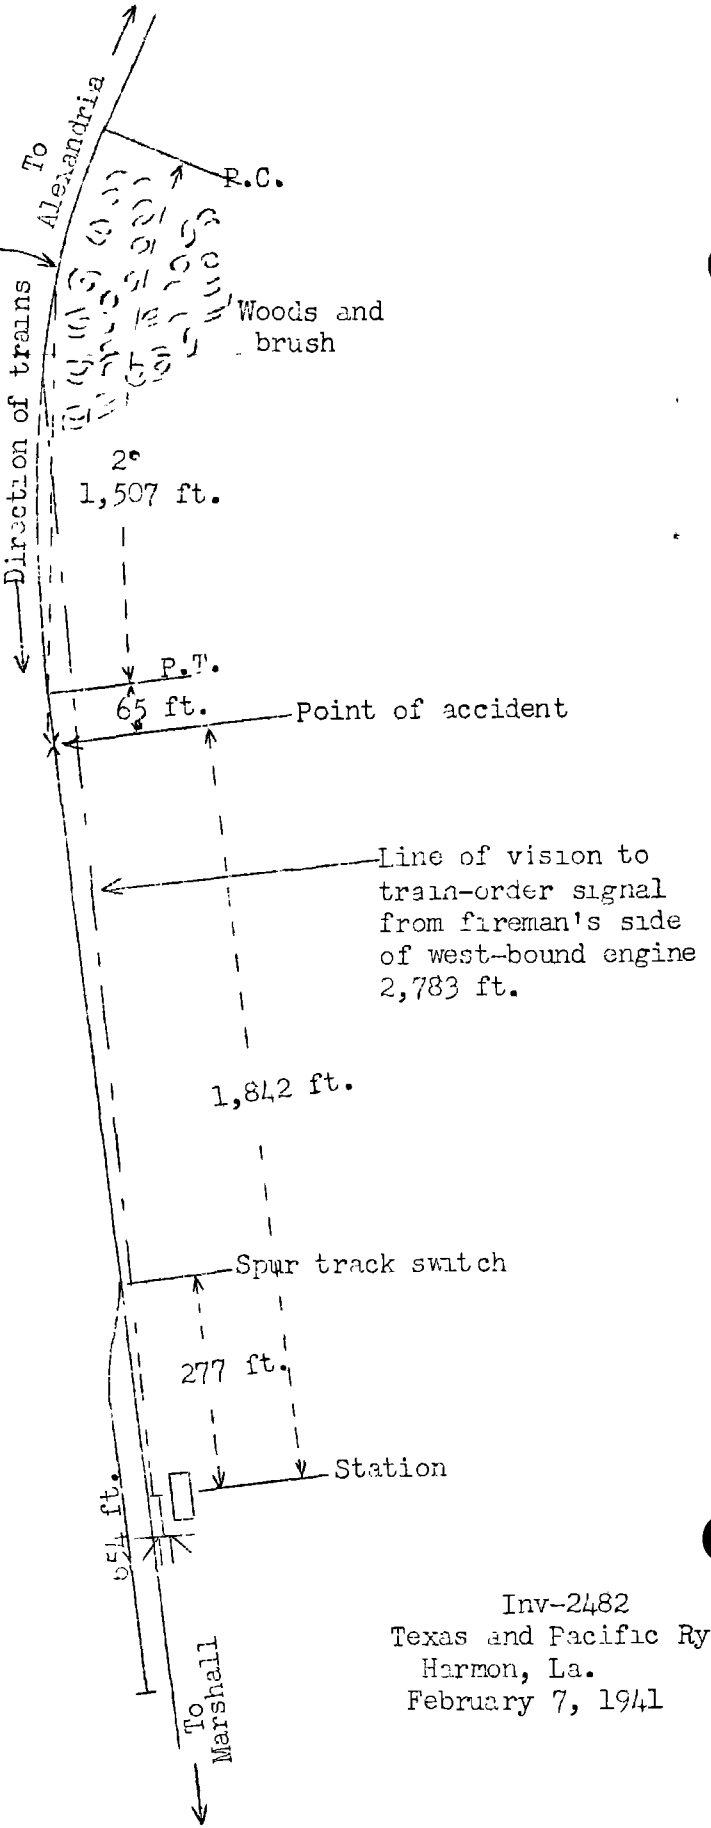 To
Alexandria
P.C.
Direction of trains
Woods and
brush
2°
1,507 ft.
P.T.
65 ft.
Point of accident
Line of vision to
train-order signal
from fireman's side
of west-bound engine
2,783 ft.
1,842 ft.
Spur track switch
277 ft.
Station
654 ft.
To
Marshall
Inv-2482
Texas and Pacific Ry
Harmon, La.
February 7, 1941